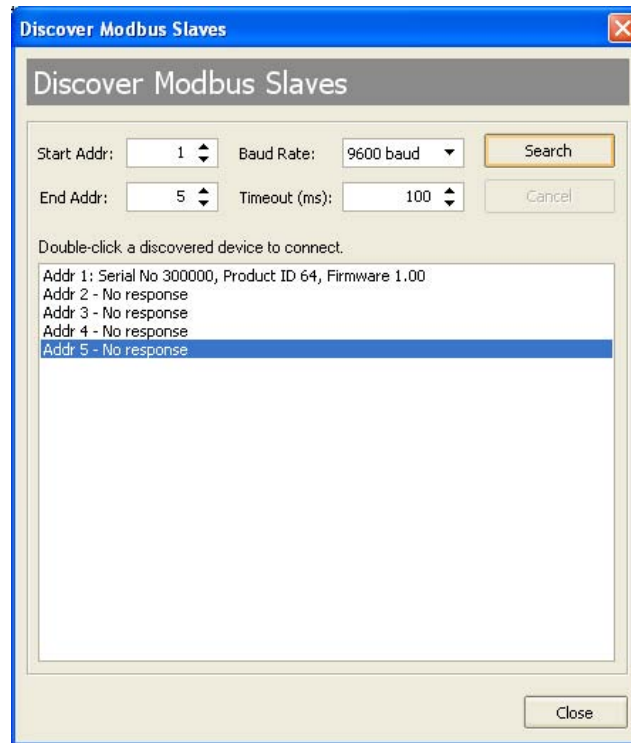 Discover Modbus Slaves
Discover Modbus Slaves
Start Addr: 1 Baud Rate: 9600 baud Search
End Addr: 5 Timeout (ms): 100 Cancel
Double-click a discovered device to connect.
Addr 1: Serial No 300000, Product ID 64, Firmware 1.00
Addr 2 - No response
Addr 3 - No response
Addr 4 - No response
Addr 5 - No response
Close